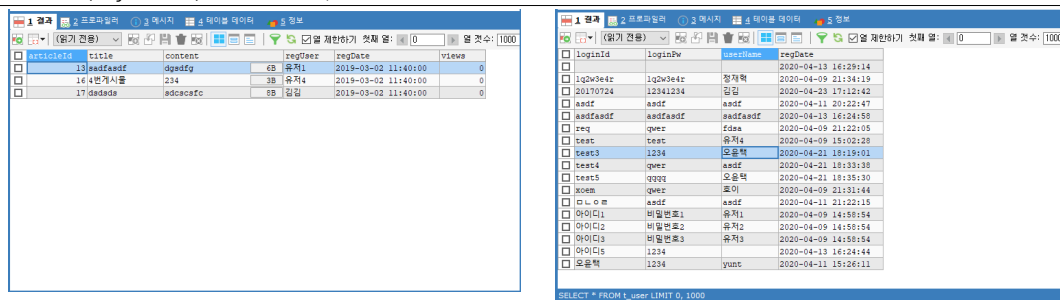 1 결과 2 프로파일러 3 메시지 4 테이블 데이터 5 정보
(읽기 전용) 열 제한하기 첫째 열: 0 열 갯수: 1000
articleId title content regUser regDate views
13 sadfasdf dgsdfg 6B 유저1 2019-03-02 11:40:00 0
16 4번게시물 234 3B 유저4 2019-03-02 11:40:00 0
17 dsdsds sdcscsfc 8B 김김 2019-03-02 11:40:00 0
1 결과 2 프로파일러 3 메시지 4 테이블 데이터 5 정보
(읽기 전용) 열 제한하기 첫째 열: 0 열 갯수: 1000
loginId loginPw userName regDate
2020-04-13 16:29:14
1q2w3e4r 1q2w3e4r 정재혁 2020-04-09 21:34:19
20170724 12341234 김김 2020-04-23 17:12:42
asdf asdf asdf 2020-04-11 20:22:47
asdfasdf asdfasdf sadfasdf 2020-04-13 16:24:58
req qwer fdsa 2020-04-09 21:22:05
test test 유저4 2020-04-09 15:02:28
test3 1234 오윤택 2020-04-21 18:19:01
test4 qwer asdf 2020-04-21 18:33:38
test5 qqqq 오윤택 2020-04-21 18:35:30
xoem qwer 호이 2020-04-09 21:31:44
ㅁㄴㅇㄹ asdf asdf 2020-04-11 21:22:15
아이디1 비밀번호1 유저1 2020-04-09 14:58:54
아이디2 비밀번호2 유저2 2020-04-09 14:58:54
아이디3 비밀번호3 유저3 2020-04-09 14:58:54
아이디5 1234 2020-04-13 16:24:44
오윤택 1234 yunt 2020-04-11 15:26:11
SELECT * FROM t_user LIMIT 0, 1000